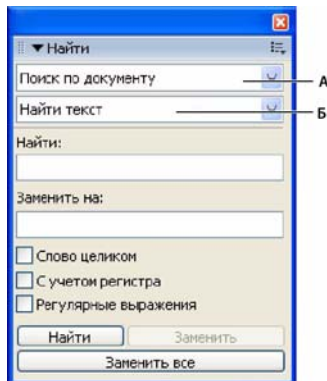 Найти
Поиск по документу
А
Найти текст
Б
Найти:
Заменить на:
Слово целиком
С учетом регистра
Регулярные выражения
Найти
Заменить
Заменить все